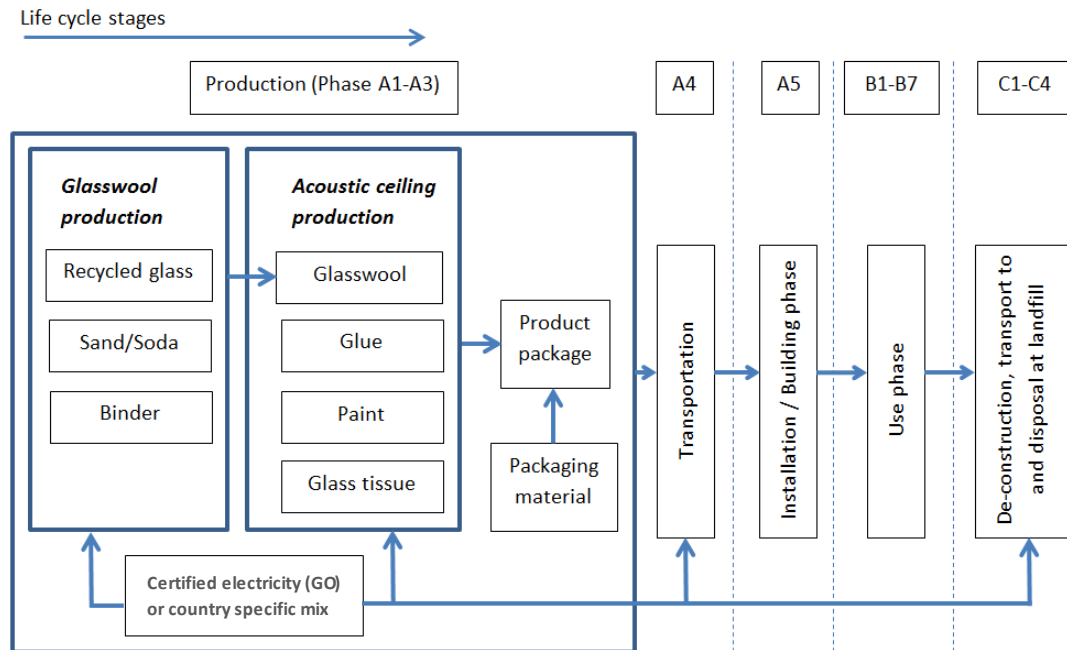 Life cycle stages
Production (Phase A1-A3)
A4
A5
B1-B7
C1-C4
Glasswool
production
Recycled glass
Sand/Soda
Binder
Acoustic ceiling
production
Glasswool
Glue
Paint
Glass tissue
Product
package
Packaging
material
Transportation
Installation / Building phase
Use phase
De-construction, transport to
and disposal at landfill
Certified electricity (GO)
or country specific mix